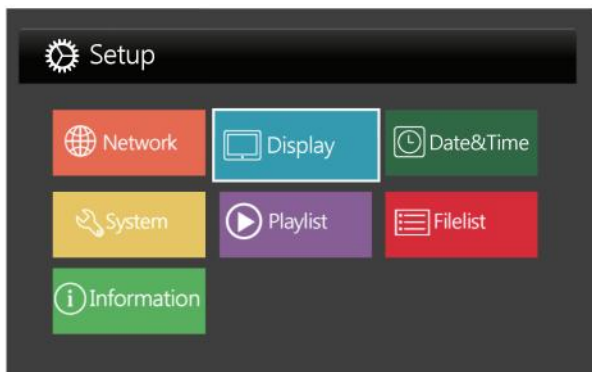 Setup
Network
Display
Date&Time
System
Playlist
Filelist
Information